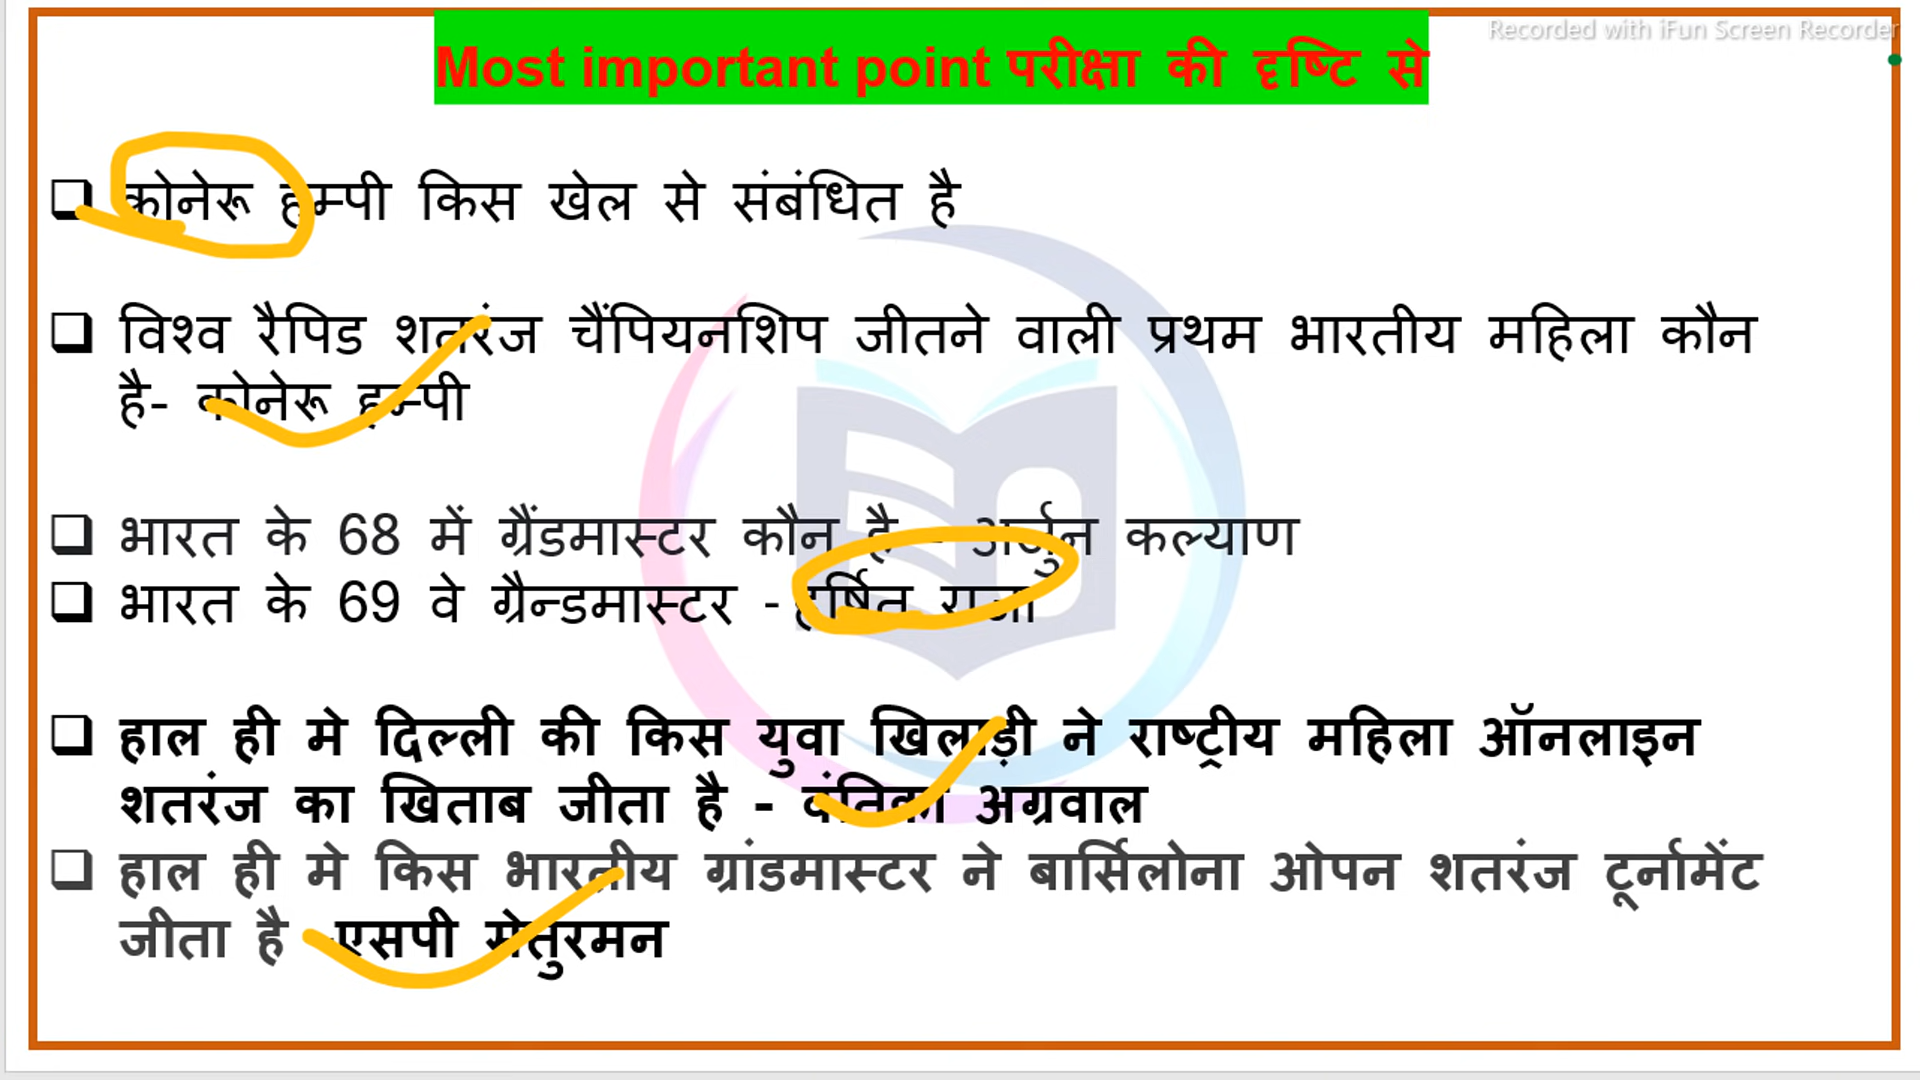 Recorded with iFun Screen Recorder
Most important point परीक्षा की दृष्टि से
कोनेरू हम्पी किस खेल से संबंधित है
विश्व रैपिड शतरंज चैंपियनशिप जीतने वाली प्रथम भारतीय महिला कौन
है- कोनेरू हम्पी
भारत के 68 में ग्रैंडमास्टर कौन है - अर्जुन कल्याण
भारत के 69 वे ग्रैन्डमास्टर - हर्षित राजा
हाल ही मे दिल्ली की किस युवा खिलाड़ी ने राष्ट्रीय महिला ऑनलाइन
शतरंज का खिताब जीता है - वंतिका अग्रवाल
हाल ही मे किस भारतीय ग्रांडमास्टर ने बार्सिलोना ओपन शतरंज टूर्नामेंट
जीता है -एसपी सेतुरमन